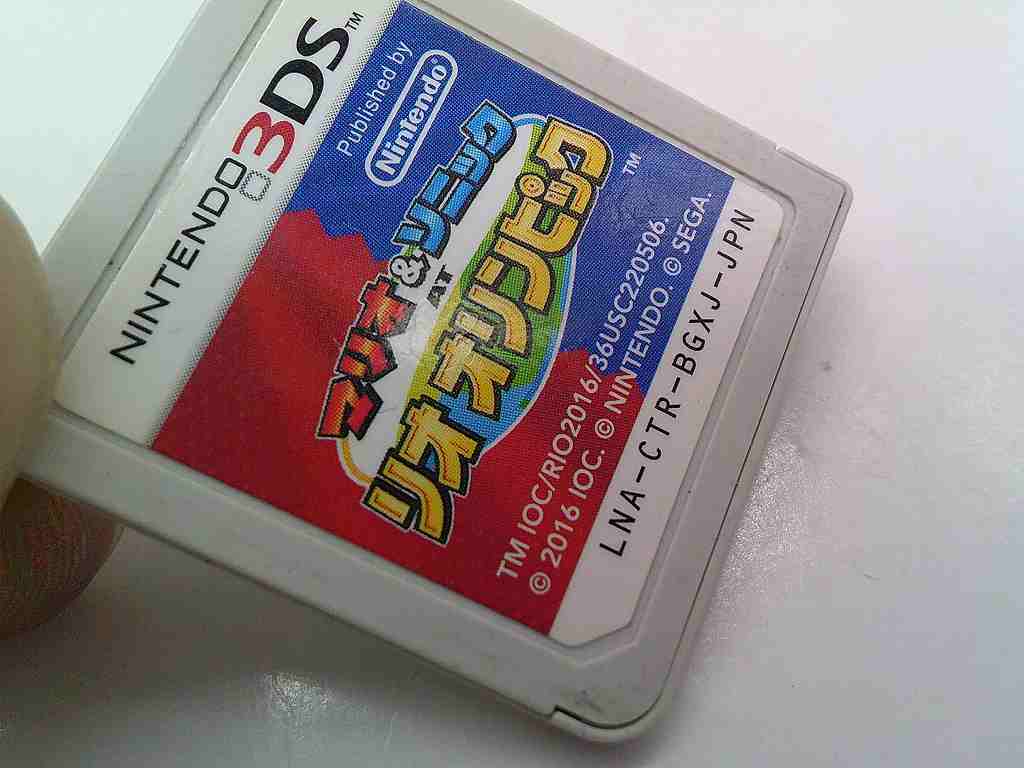 NINTENDO 3DS™
Published by
Nintendo®
マリオ&ソニック
AT
リオオリンピック
TM
TM IOC/RIO2016/36USC220506.
© 2016 IOC. © NINTENDO. © SEGA.
LNA-CTR-BGXJ-JPN